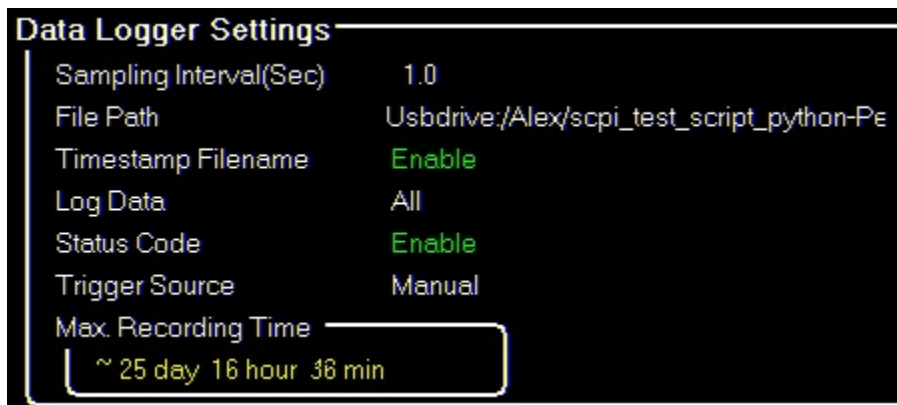 Data Logger Settings
Sampling Interval(Sec) 1.0
File Path Usbdrive:/Alex/scpi_test_script_python-Pe
Timestamp Filename Enable
Log Data All
Status Code Enable
Trigger Source Manual
Max. Recording Time
~ 25 day 16 hour min